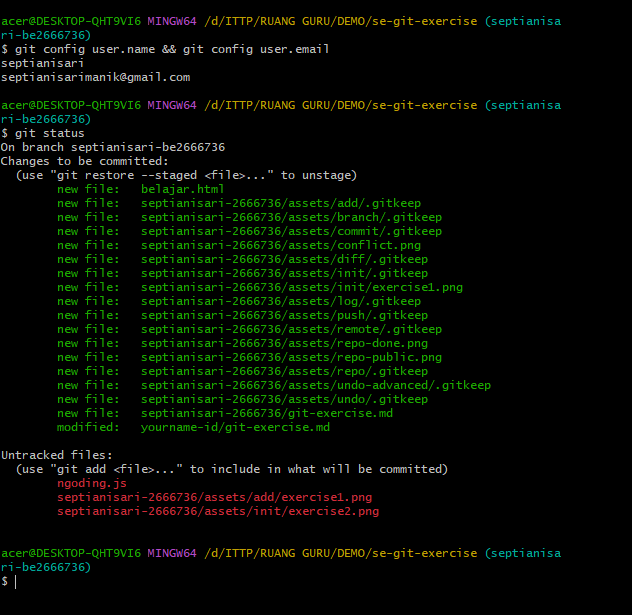 acer@DESKTOP-QHT9VI6 MINGW64 /d/ITTP/RUANG GURU/DEMO/se-git-exercise (septianisa
ri-be2666736)
$ git config user.name && git config user.email
septianisari
septianisarimanik@gmail.com
acer@DESKTOP-QHT9VI6 MINGW64 /d/ITTP/RUANG GURU/DEMO/se-git-exercise (septianisa
ri-be2666736)
$ git status
On branch septianisari-be2666736
Changes to be committed:
  (use "git restore --staged <file>..." to unstage)
        new file:   belajar.html
        new file:   septianisari-2666736/assets/add/.gitkeep
        new file:   septianisari-2666736/assets/branch/.gitkeep
        new file:   septianisari-2666736/assets/commit/.gitkeep
        new file:   septianisari-2666736/assets/conflict.png
        new file:   septianisari-2666736/assets/diff/.gitkeep
        new file:   septianisari-2666736/assets/init/.gitkeep
        new file:   septianisari-2666736/assets/init/exercise1.png
        new file:   septianisari-2666736/assets/log/.gitkeep
        new file:   septianisari-2666736/assets/push/.gitkeep
        new file:   septianisari-2666736/assets/remote/.gitkeep
        new file:   septianisari-2666736/assets/repo-done.png
        new file:   septianisari-2666736/assets/repo-public.png
        new file:   septianisari-2666736/assets/repo/.gitkeep
        new file:   septianisari-2666736/assets/undo-advanced/.gitkeep
        new file:   septianisari-2666736/assets/undo/.gitkeep
        new file:   septianisari-2666736/git-exercise.md
        modified:   yourname-id/git-exercise.md
Untracked files:
  (use "git add <file>..." to include in what will be committed)
        ngoding.js
        septianisari-2666736/assets/add/exercise1.png
        septianisari-2666736/assets/init/exercise2.png
acer@DESKTOP-QHT9VI6 MINGW64 /d/ITTP/RUANG GURU/DEMO/se-git-exercise (septianisa
ri-be2666736)
$